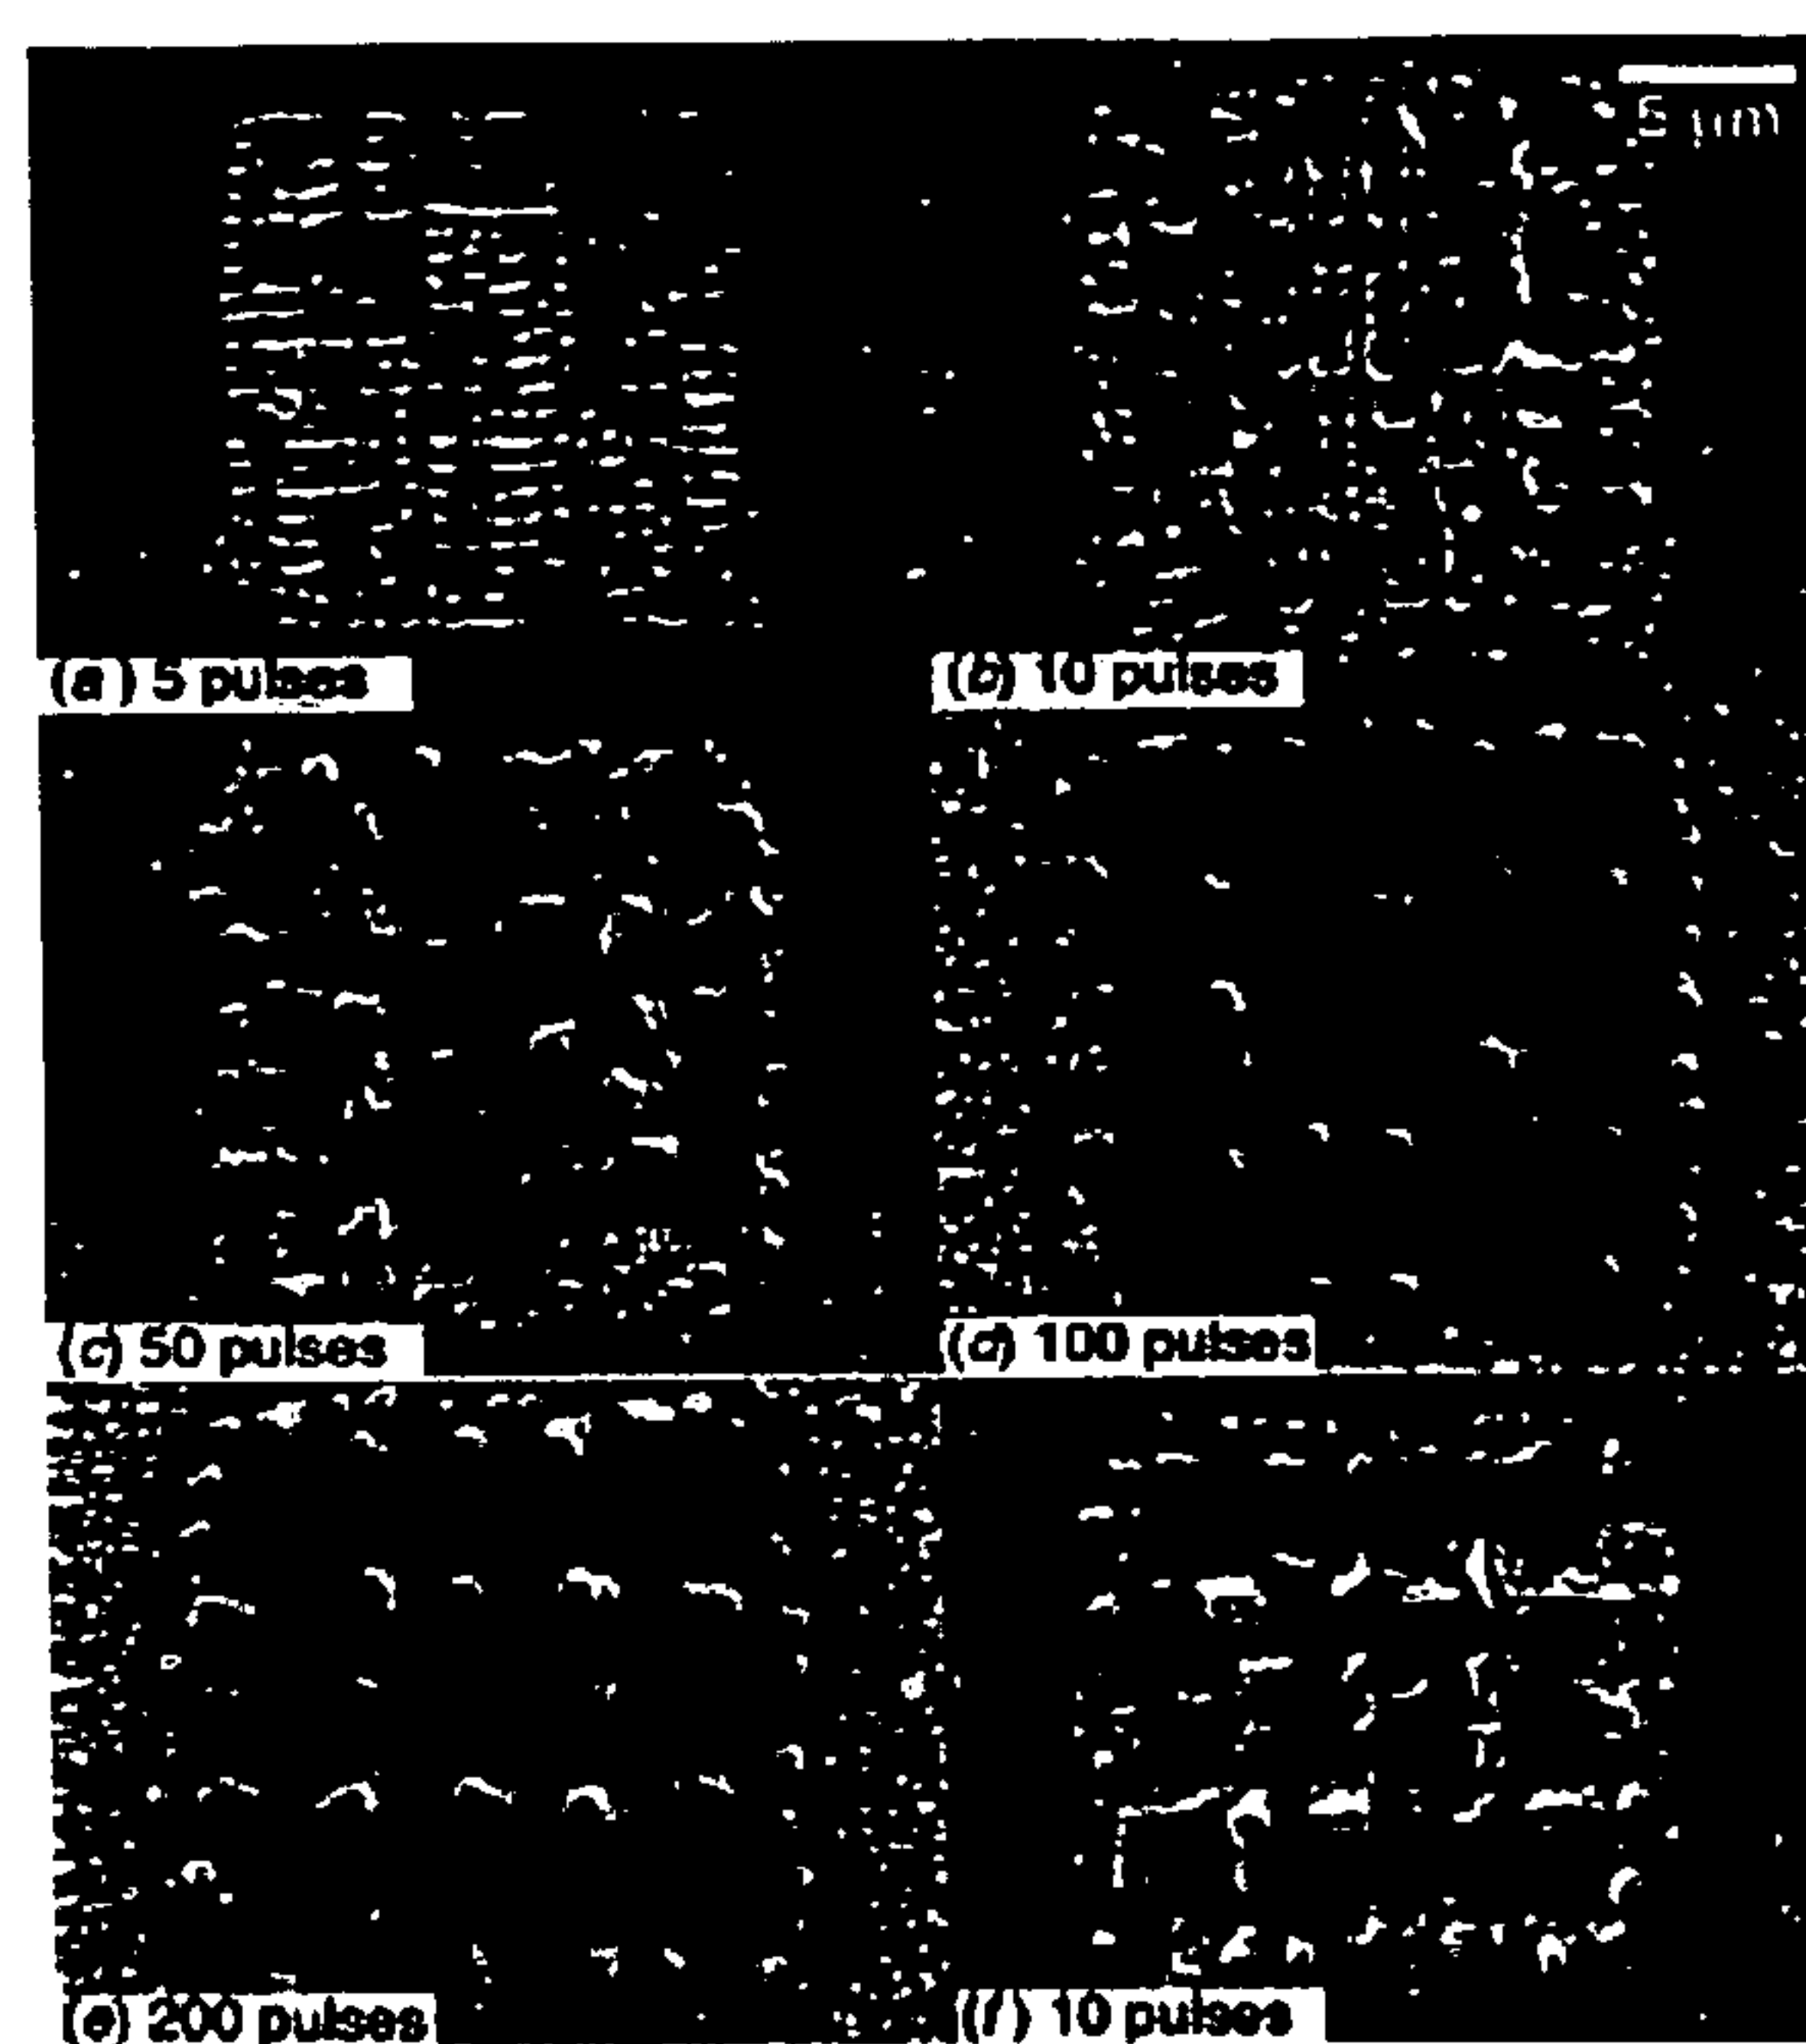 5 μm
(a) 5 pulses
(b) 10 pulses
(c) 50 pulses
(d) 100 pulses
(e) 200 pulses
(f) 10 pulses